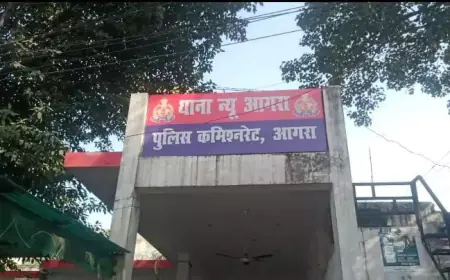 थाना न्यू आगरा
पुलिस कमिश्नरेट, आगरा